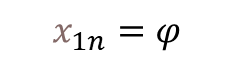 𝑥₁ₙ = 𝜑